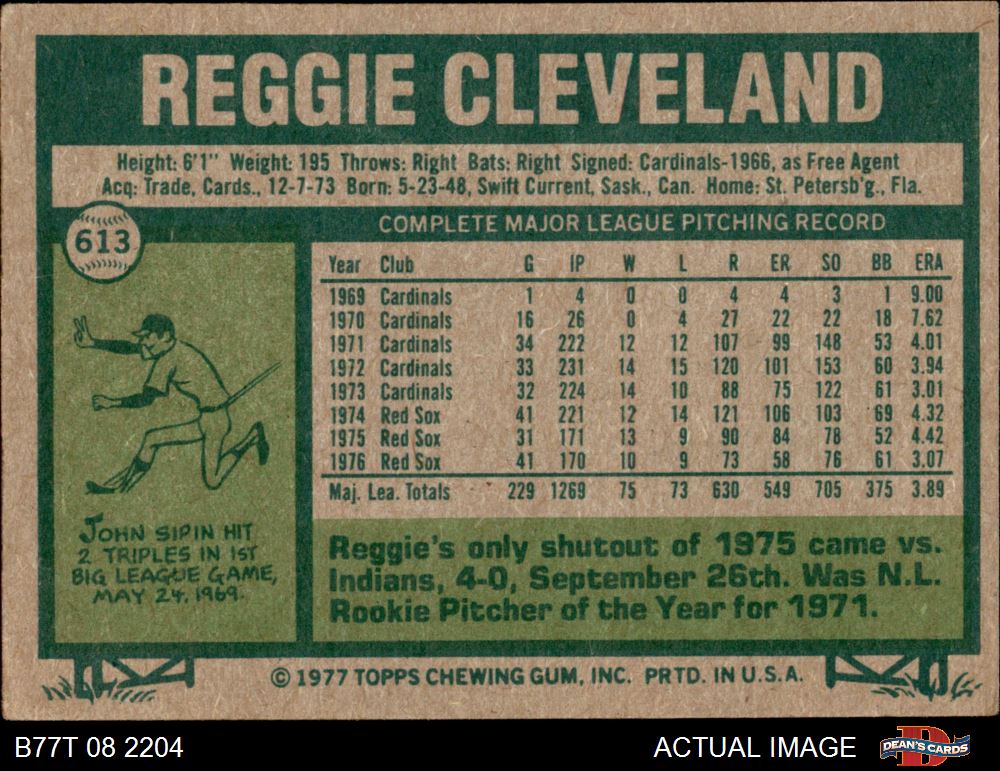 REGGIE CLEVELAND
Height: 6'1" Weight: 195 Throws: Right Bats: Right Signed: Cardinals-1966, as Free Agent
Acq: Trade, Cards., 12-7-73 Born: 5-23-48, Swift Current, Sask., Can. Home: St. Petersb'g., Fla.
613
COMPLETE MAJOR LEAGUE PITCHING RECORD
Year Club G IP W L R ER SO BB ERA
1969 Cardinals 1 4 0 0 4 4 3 1 9.00
1970 Cardinals 16 26 0 4 27 22 22 18 7.62
1971 Cardinals 34 222 12 12 107 99 148 53 4.01
1972 Cardinals 33 231 14 15 120 101 153 60 3.94
1973 Cardinals 32 224 14 10 88 75 122 61 3.01
1974 Red Sox 41 221 12 14 121 106 103 69 4.32
1975 Red Sox 31 171 13 9 90 84 78 52 4.42
1976 Red Sox 41 170 10 9 73 58 76 61 3.07
Maj. Lea. Totals 229 1269 75 73 630 549 705 375 3.89
JOHN SIPIN HIT
2 TRIPLES IN 1ST
BIG LEAGUE GAME,
MAY 24, 1969.
Reggie's only shutout of 1975 came vs.
Indians, 4-0, September 26th. Was N.L.
Rookie Pitcher of the Year for 1971.
© 1977 TOPPS CHEWING GUM, INC. PRTD. IN U.S.A.
B77T 08 2204 ACTUAL IMAGE DEAN'S CARDS